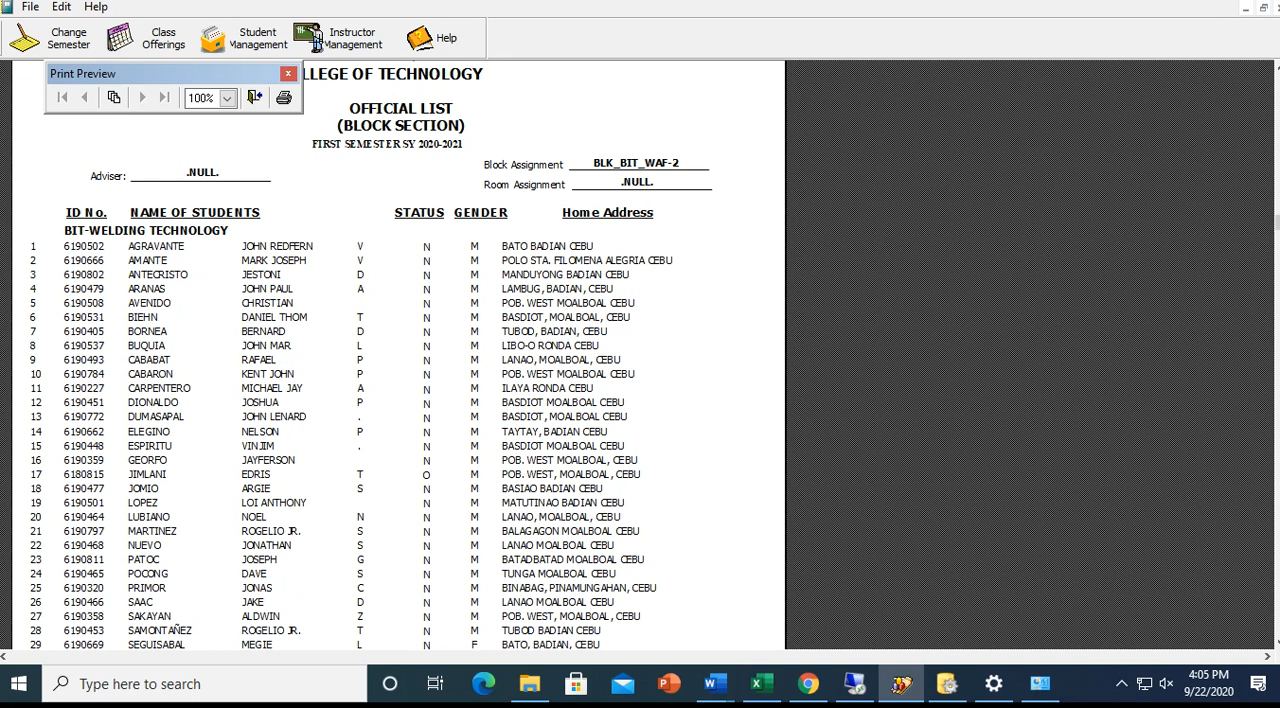 File Edit Help
Change Semester
Class Offerings
Student Management
Instructor Management
Help
Print Preview
100%
LLEGE OF TECHNOLOGY
OFFICIAL LIST
(BLOCK SECTION)
FIRST SEMESTER SY 2020-2021
Adviser: .NULL.
Block Assignment BLK_BIT_WAF-2
Room Assignment .NULL.
ID No. NAME OF STUDENTS STATUS GENDER Home Address
BIT-WELDING TECHNOLOGY
1 6190502 AGRAVANTE JOHN REDFERN V N M BATO BADIAN CEBU
2 6190666 AMANTE MARK JOSEPH V N M POLO STA. FILOMENA ALEGRIA CEBU
3 6190802 ANTECRISTO JESTONI D N M MANDUYONG BADIAN CEBU
4 6190479 ARANAS JOHN PAUL A N M LAMBUG, BADIAN, CEBU
5 6190508 AVENIDO CHRISTIAN N M POB. WEST MOALBOAL CEBU
6 6190531 BIEHN DANIEL THOM T N M BASDIOT, MOALBOAL, CEBU
7 6190405 BORNEA BERNARD D N M TUBOD, BADIAN, CEBU
8 6190537 BUQUIA JOHN MAR L N M LIBO-O RONDA CEBU
9 6190493 CABABAT RAFAEL P N M LANAO, MOALBOAL, CEBU
10 6190784 CABARON KENT JOHN P N M POB. WEST MOALBOAL CEBU
11 6190227 CARPENTERO MICHAEL JAY A N M ILAYA RONDA CEBU
12 6190451 DIONALDO JOSHUA P N M BASDIOT MOALBOAL CEBU
13 6190772 DUMASAPAL JOHN LENARD . N M BASDIOT, MOALBOAL CEBU
14 6190662 ELEGINO NELSON P N M TAYTAY, BADIAN CEBU
15 6190448 ESPIRITU VINJIM . N M BASDIOT MOALBOAL CEBU
16 6190359 GEORFO JAYFERSON N M POB. WEST MOALBOAL, CEBU
17 6180815 JIMLANI EDRIS T O M POB. WEST, MOALBOAL, CEBU
18 6190477 JOMIO ARGIE S N M BASIAO BADIAN CEBU
19 6190501 LOPEZ LOI ANTHONY N M MATUTINAO BADIAN CEBU
20 6190464 LUBIANO NOEL N N M LANAO, MOALBOAL, CEBU
21 6190797 MARTINEZ ROGELIO JR. S N M BALAGAGON MOALBOAL CEBU
22 6190468 NUEVO JONATHAN S N M LANAO MOALBOAL CEBU
23 6190811 PATOC JOSEPH G N M BATADBATAD MOALBOAL CEBU
24 6190465 POCONG DAVE S N M TUNGA MOALBOAL CEBU
25 6190320 PRIMOR JONAS C N M BINABAG, PINAMUNGAHAN, CEBU
26 6190466 SAAC JAKE D N M LANAO MOALBOAL CEBU
27 6190358 SAKAYAN ALDWIN Z N M POB. WEST, MOALBOAL, CEBU
28 6190453 SAMONTAÑEZ ROGELIO JR. T N M TUBOD BADIAN CEBU
29 6190669 SEGUISABAL MEGIE L N F BATO, BADIAN, CEBU
Type here to search
4:05 PM
9/22/2020